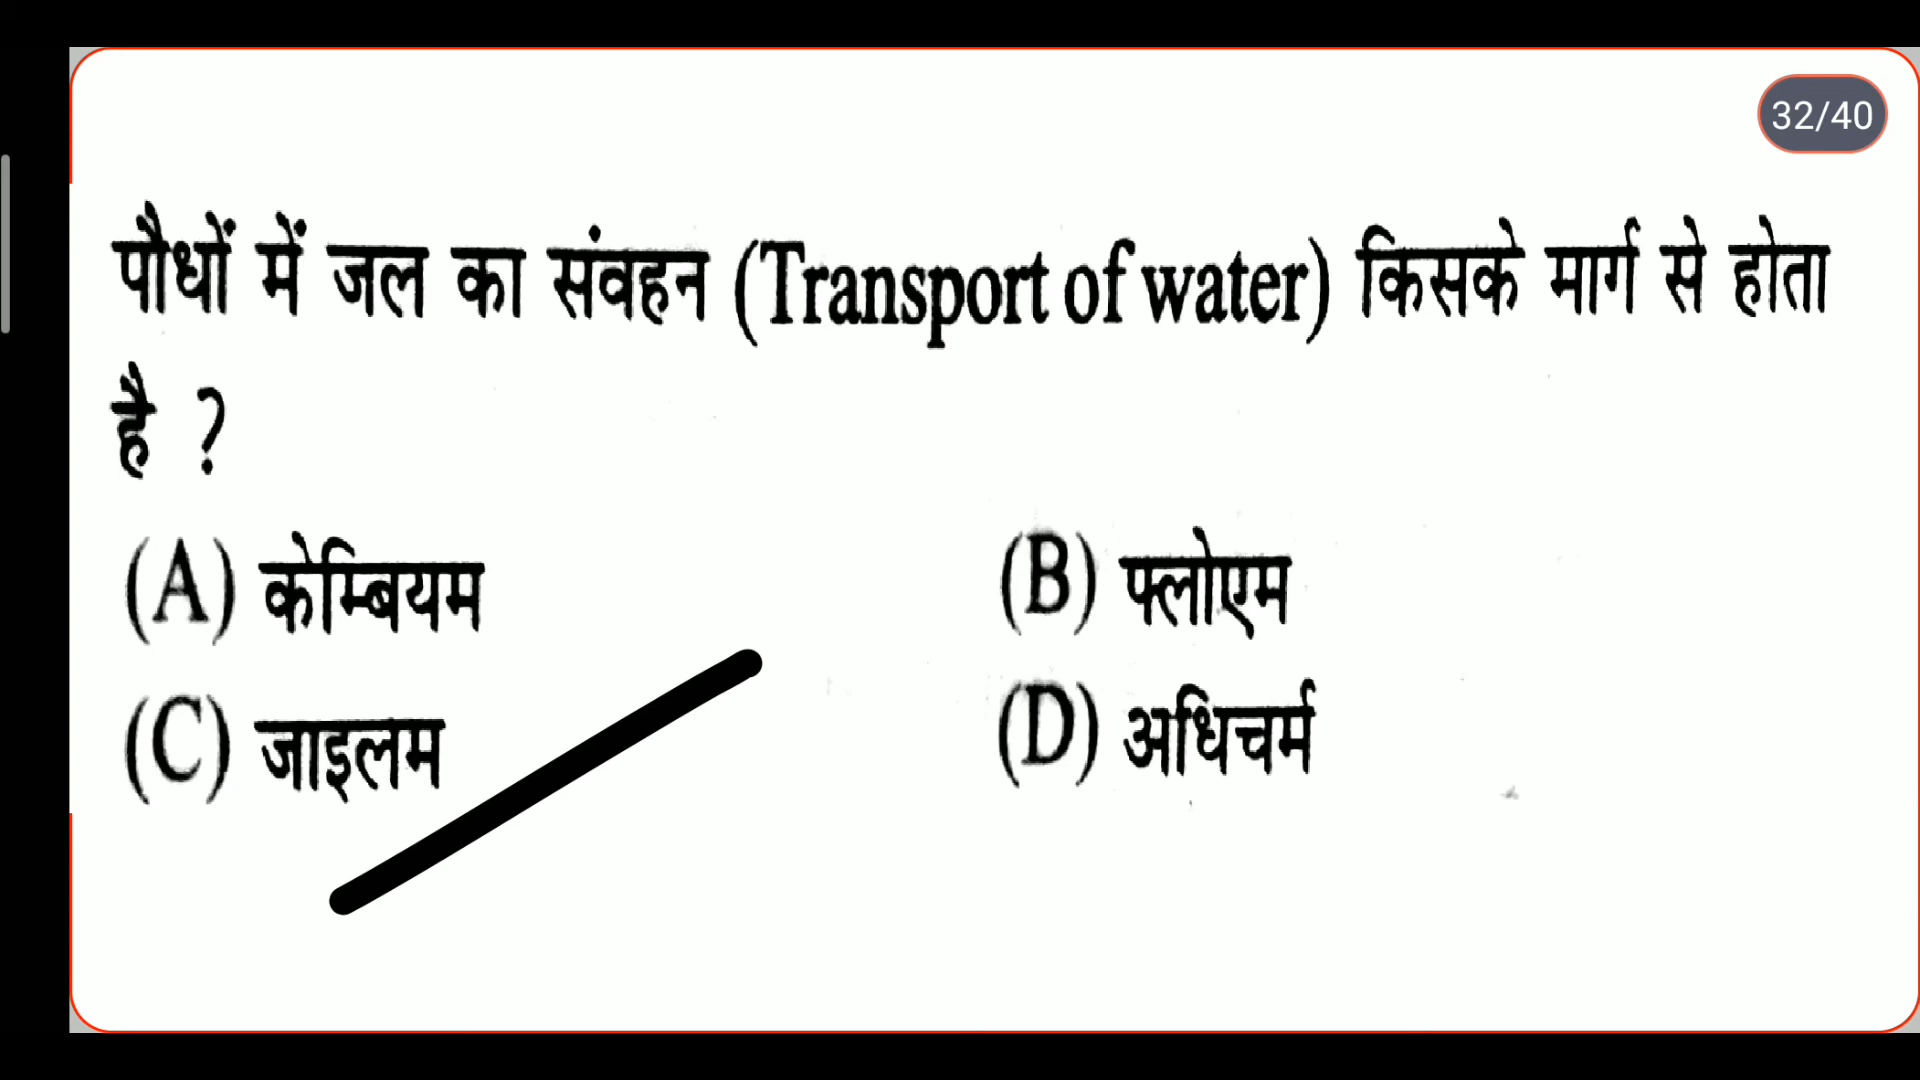 32/40
पौधों में जल का संवहन (Transport of water) किसके मार्ग से होता
है ?
(A) केम्बियम
(B) फ्लोएम
(C) जाइलम
(D) अधिचर्म